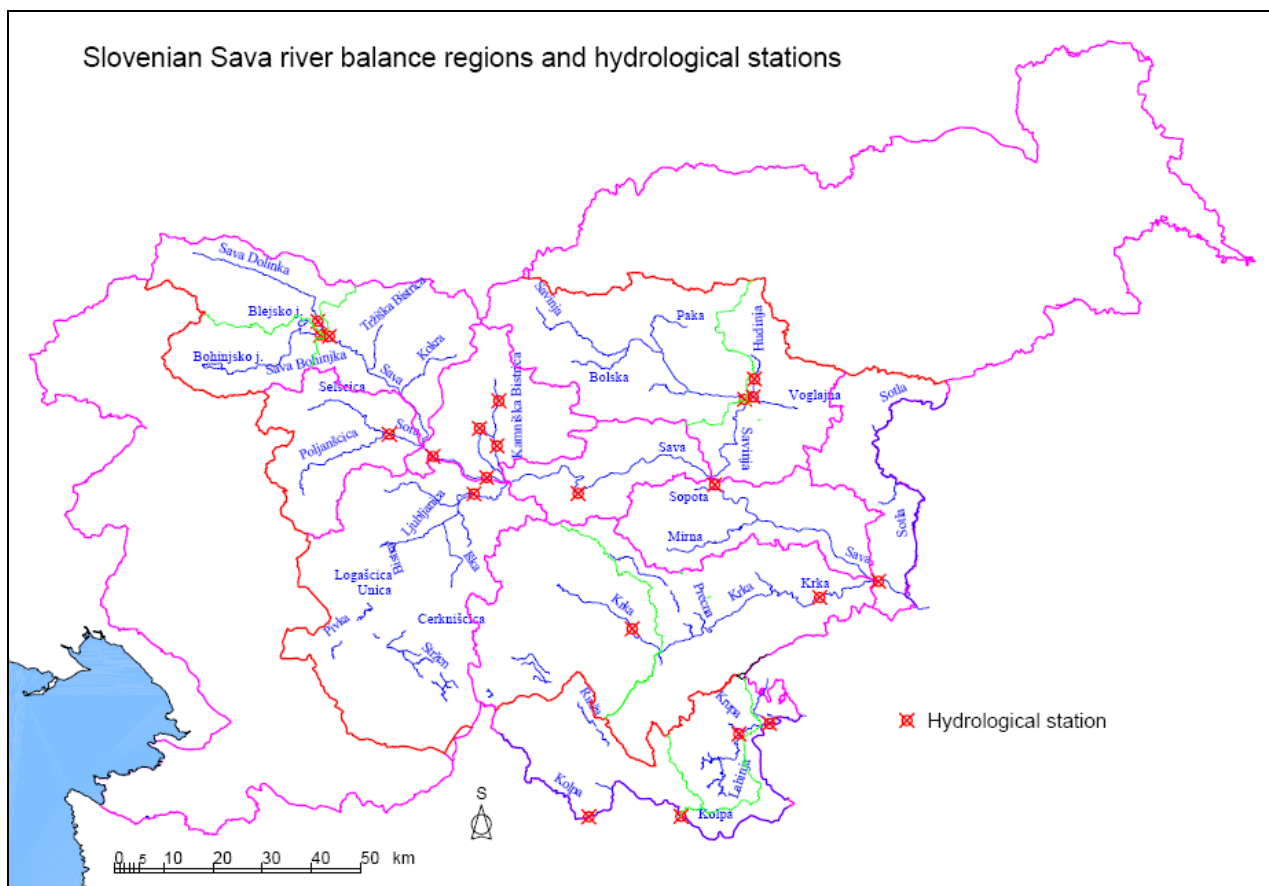 Slovenian Sava river balance regions and hydrological stations
Sava Dolinka
Blejsko j.
Tržiška Bistrica
Bohinjsko j.
Sava Bohinjka
Kokra
Sava
Selščica
Sora
Poljanščica
Savinja
Paka
Hudinja
Bolska
Voglajna
Kamniška Bistrica
Savinja
Sotla
Sava
Sopota
Sotla
Ljubljanica
Mirna
Bistra
Iška
Sava
Logaščica
Unica
Krka
Prečna
Krka
Krka
Pivka
Cerkniščica
Stržen
Rinža
Krupa
Hydrological station
Lahinja
Kolpa
Kolpa
S
0 5 10 20 30 40 50 km